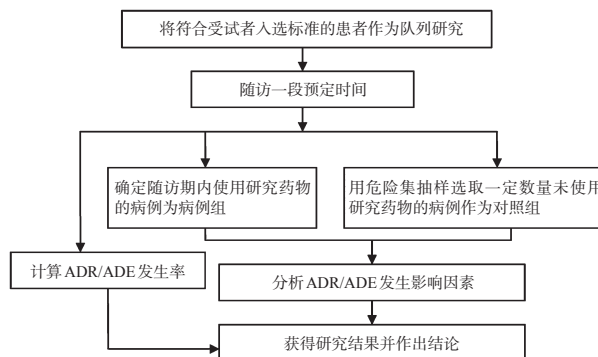 将符合受试者入选标准的患者作为队列研究
随访一段预定时间
确定随访期内使用研究药物
的病例为病例组
用危险集抽样选取一定数量未使用
研究药物的病例作为对照组
计算ADR/ADE发生率
分析ADR/ADE发生影响因素
获得研究结果并作出结论